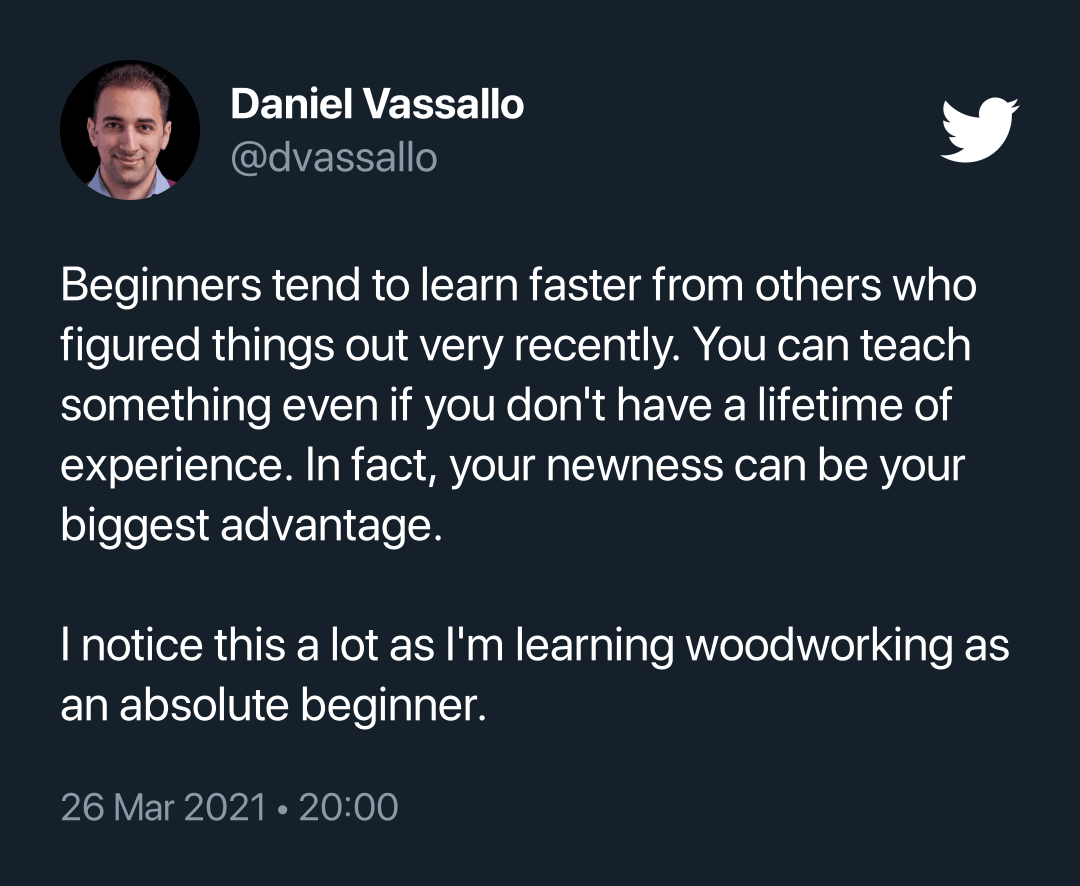 Daniel Vassallo
@dvassallo
Beginners tend to learn faster from others who
figured things out very recently. You can teach
something even if you don't have a lifetime of
experience. In fact, your newness can be your
biggest advantage.
I notice this a lot as I'm learning woodworking as
an absolute beginner.
26 Mar 2021 • 20:00